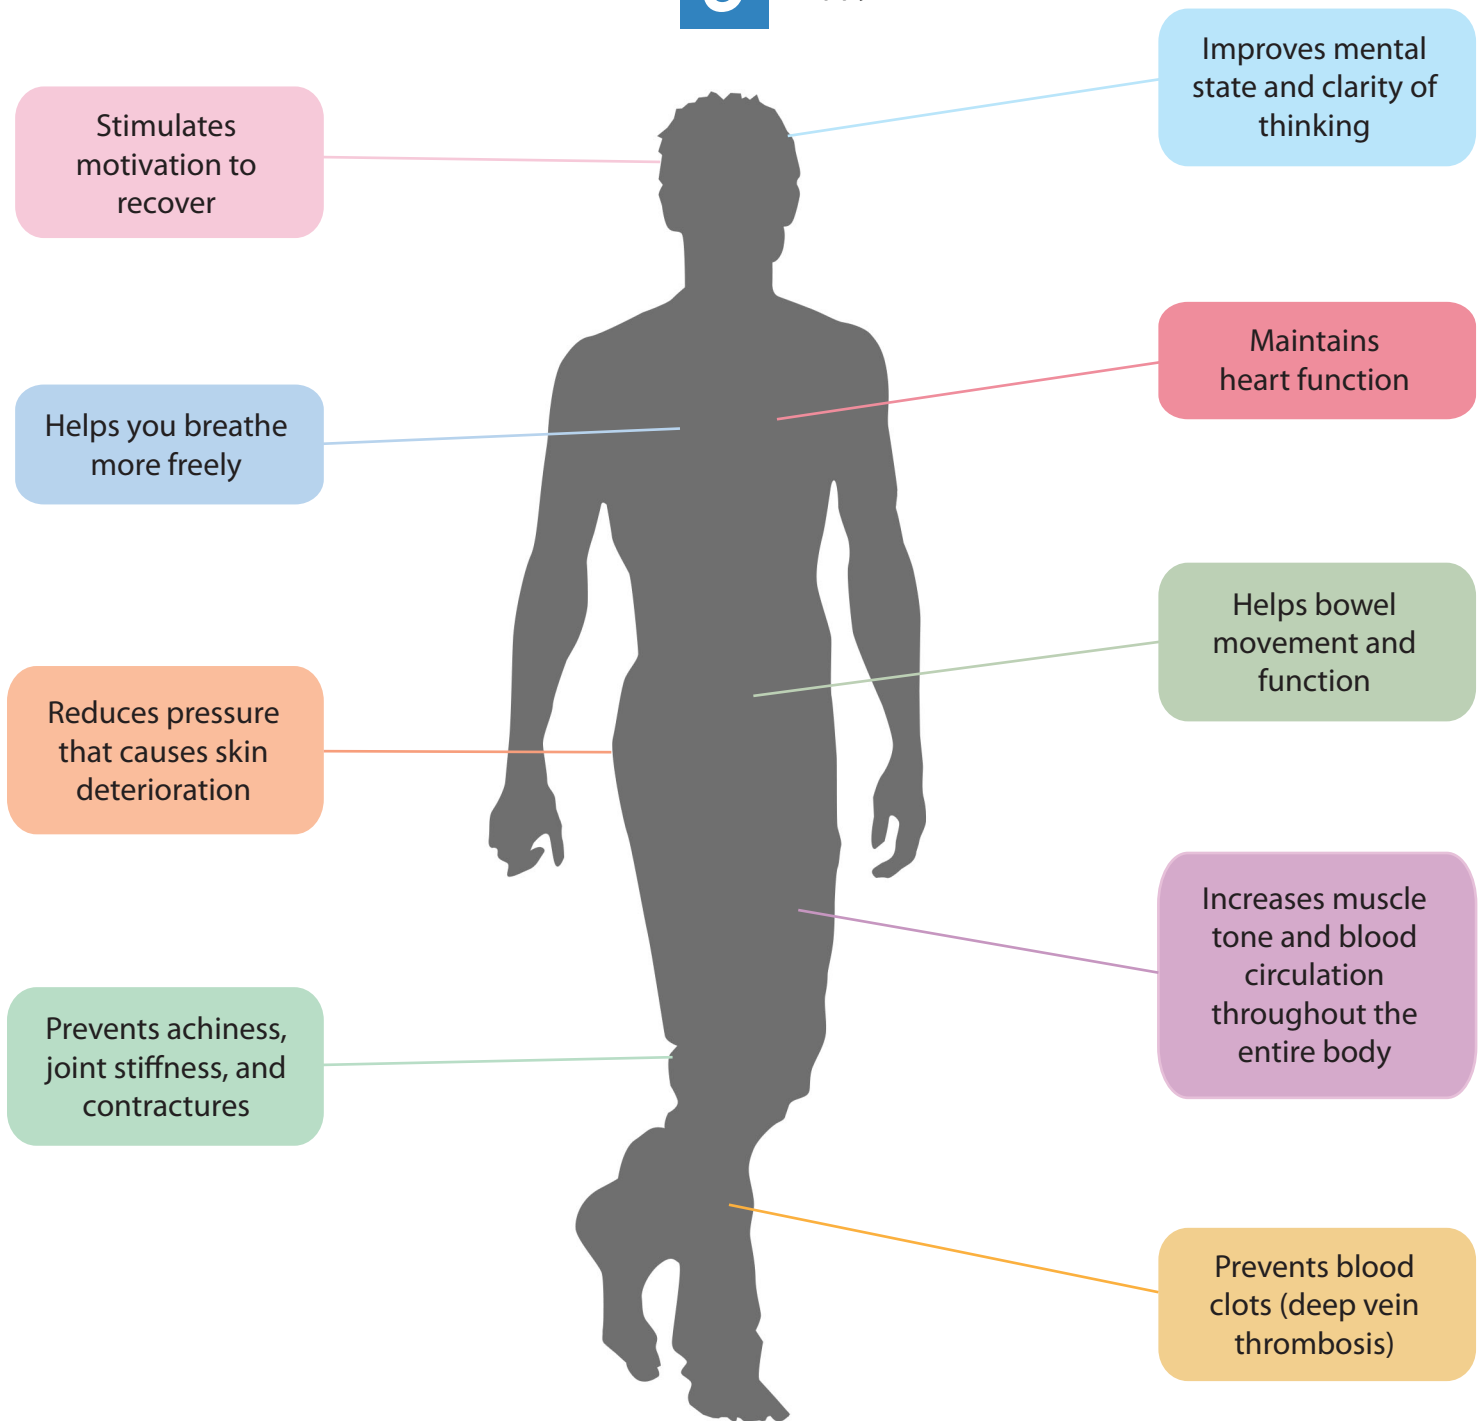 Improves mental
state and clarity of
thinking
Stimulates
motivation to
recover
Maintains
heart function
Helps you breathe
more freely
Helps bowel
movement and
function
Reduces pressure
that causes skin
deterioration
Increases muscle
tone and blood
circulation
throughout the
entire body
Prevents achiness,
joint stiffness, and
contractures
Prevents blood
clots (deep vein
thrombosis)